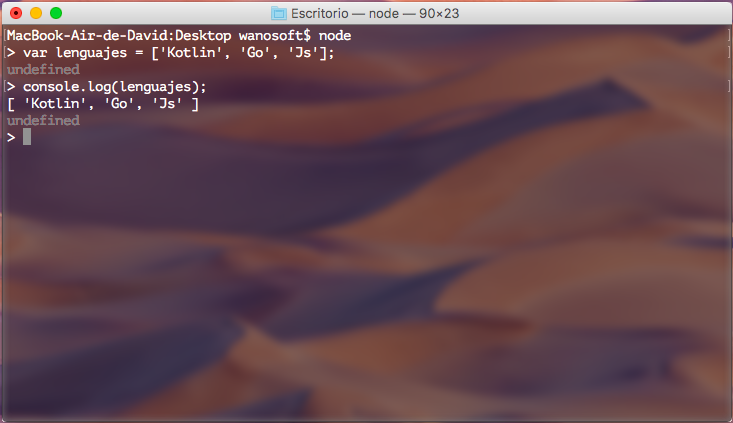 Escritorio — node — 90×23
MacBook-Air-de-David:Desktop wanosoft$ node
> var lenguajes = ['Kotlin', 'Go', 'Js'];
undefined
> console.log(lenguajes);
[ 'Kotlin', 'Go', 'Js' ]
undefined
>